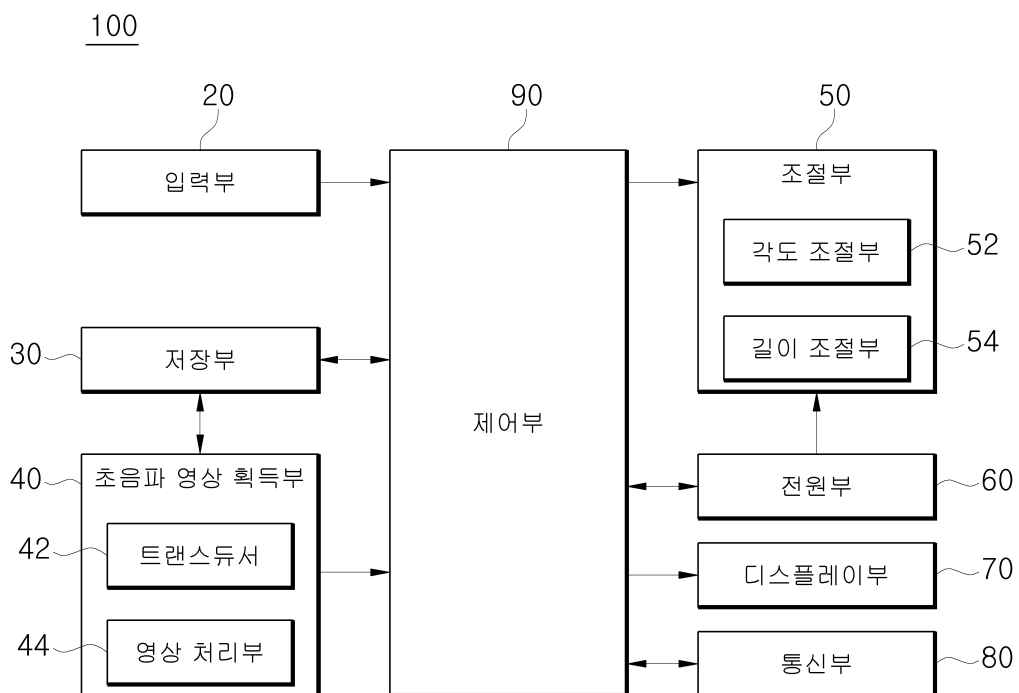 100
20
90
50
입력부
조절부
각도 조절부
52
길이 조절부
54
30
저장부
제어부
40
초음파 영상 획득부
전원부
60
42
트랜스듀서
디스플레이부
70
44
영상 처리부
통신부
80